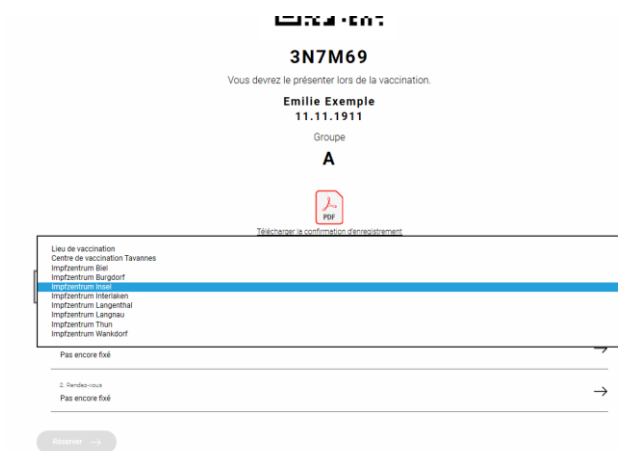 3N7M69
Vous devrez le présenter lors de la vaccination.
Emilie Exemple
11.11.1911
Groupe
A
PDF
Télécharger la confirmation d'enregistrement
Lieu de vaccination
Centre de vaccination Tavannes
Impfzentrum Biel
Impfzentrum Burgdorf
Impfzentrum Insel
Impfzentrum Interlaken
Impfzentrum Langenthal
Impfzentrum Langnau
Impfzentrum Thun
Impfzentrum Wankdorf
Pas encore fixé
2. Rendez-vous
Pas encore fixé
Réserver